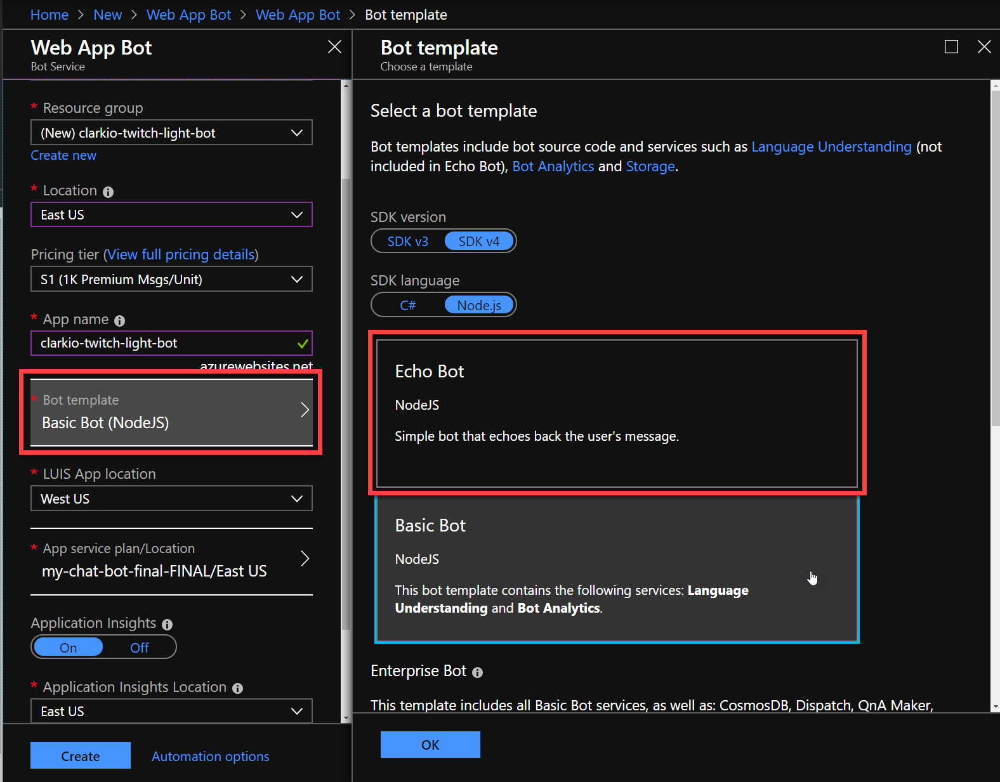 Home > New > Web App Bot > Web App Bot > Bot template
Web App Bot
Bot Service
* Resource group
(New) clarkio-twitch-light-bot
Create new
* Location
East US
Pricing tier (View full pricing details)
S1 (1K Premium Msgs/Unit)
* App name
clarkio-twitch-light-bot
azurewebsites.net
* Bot template
Basic Bot (NodeJS)
* LUIS App location
West US
* App service plan/Location
my-chat-bot-final-FINAL/East US
Application Insights
On Off
* Application Insights Location
East US
Create Automation options
Bot template
Choose a template
Select a bot template
Bot templates include bot source code and services such as Language Understanding (not
included in Echo Bot), Bot Analytics and Storage.
SDK version
SDK v3 SDK v4
SDK language
C# Node.js
Echo Bot
NodeJS
Simple bot that echoes back the user's message.
Basic Bot
NodeJS
This bot template contains the following services: Language
Understanding and Bot Analytics.
Enterprise Bot
This template includes all Basic Bot services, as well as: CosmosDB, Dispatch, QnA Maker,
OK